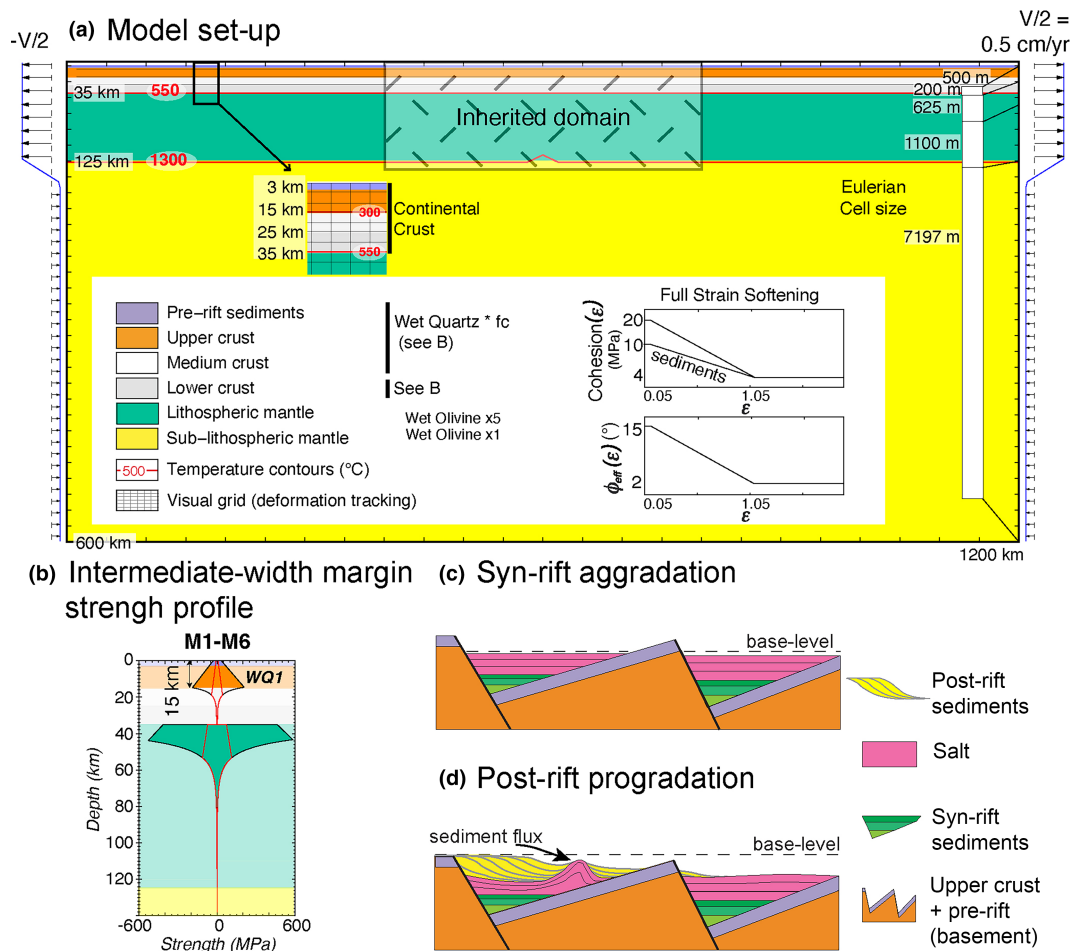 -V/2
(a) Model set-up
V/2 =
0.5 cm/yr
500 m
200 m
625 m
1100 m
7197 m
35 km
550
125 km
1300
Inherited domain
3 km
15 km
25 km
35 km
300
550
Continental
Crust
Eulerian
Cell size
Pre-rift sediments
Upper crust
Medium crust
Lower crust
Lithospheric mantle
Sub-lithospheric mantle
500
Temperature contours (°C)
Visual grid (deformation tracking)
Wet Quartz * fc
(see B)
See B
Wet Olivine x5
Wet Olivine x1
Full Strain Softening
Cohesion(ε)
(MPa)
20
10
4
sediments
0.05
1.05
ε
ϕeff (ε) (°)
15
2
0.05
1.05
ε
600 km
1200 km
(b) Intermediate-width margin
strengh profile
M1-M6
WQ1
15 km
0
20
40
60
80
100
120
Depth (km)
-600
0
600
Strength (MPa)
(c) Syn-rift aggradation
base-level
(d) Post-rift progradation
sediment flux
base-level
Post-rift
sediments
Salt
Syn-rift
sediments
Upper crust
+ pre-rift
(basement)